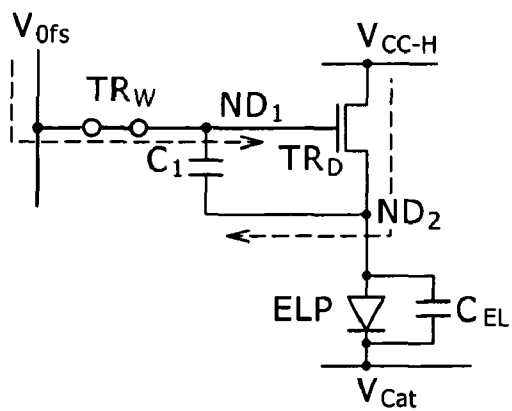 V0fs
VCC-H
TRW
ND1
C1
TRD
ND2
ELP
CEL
VCat